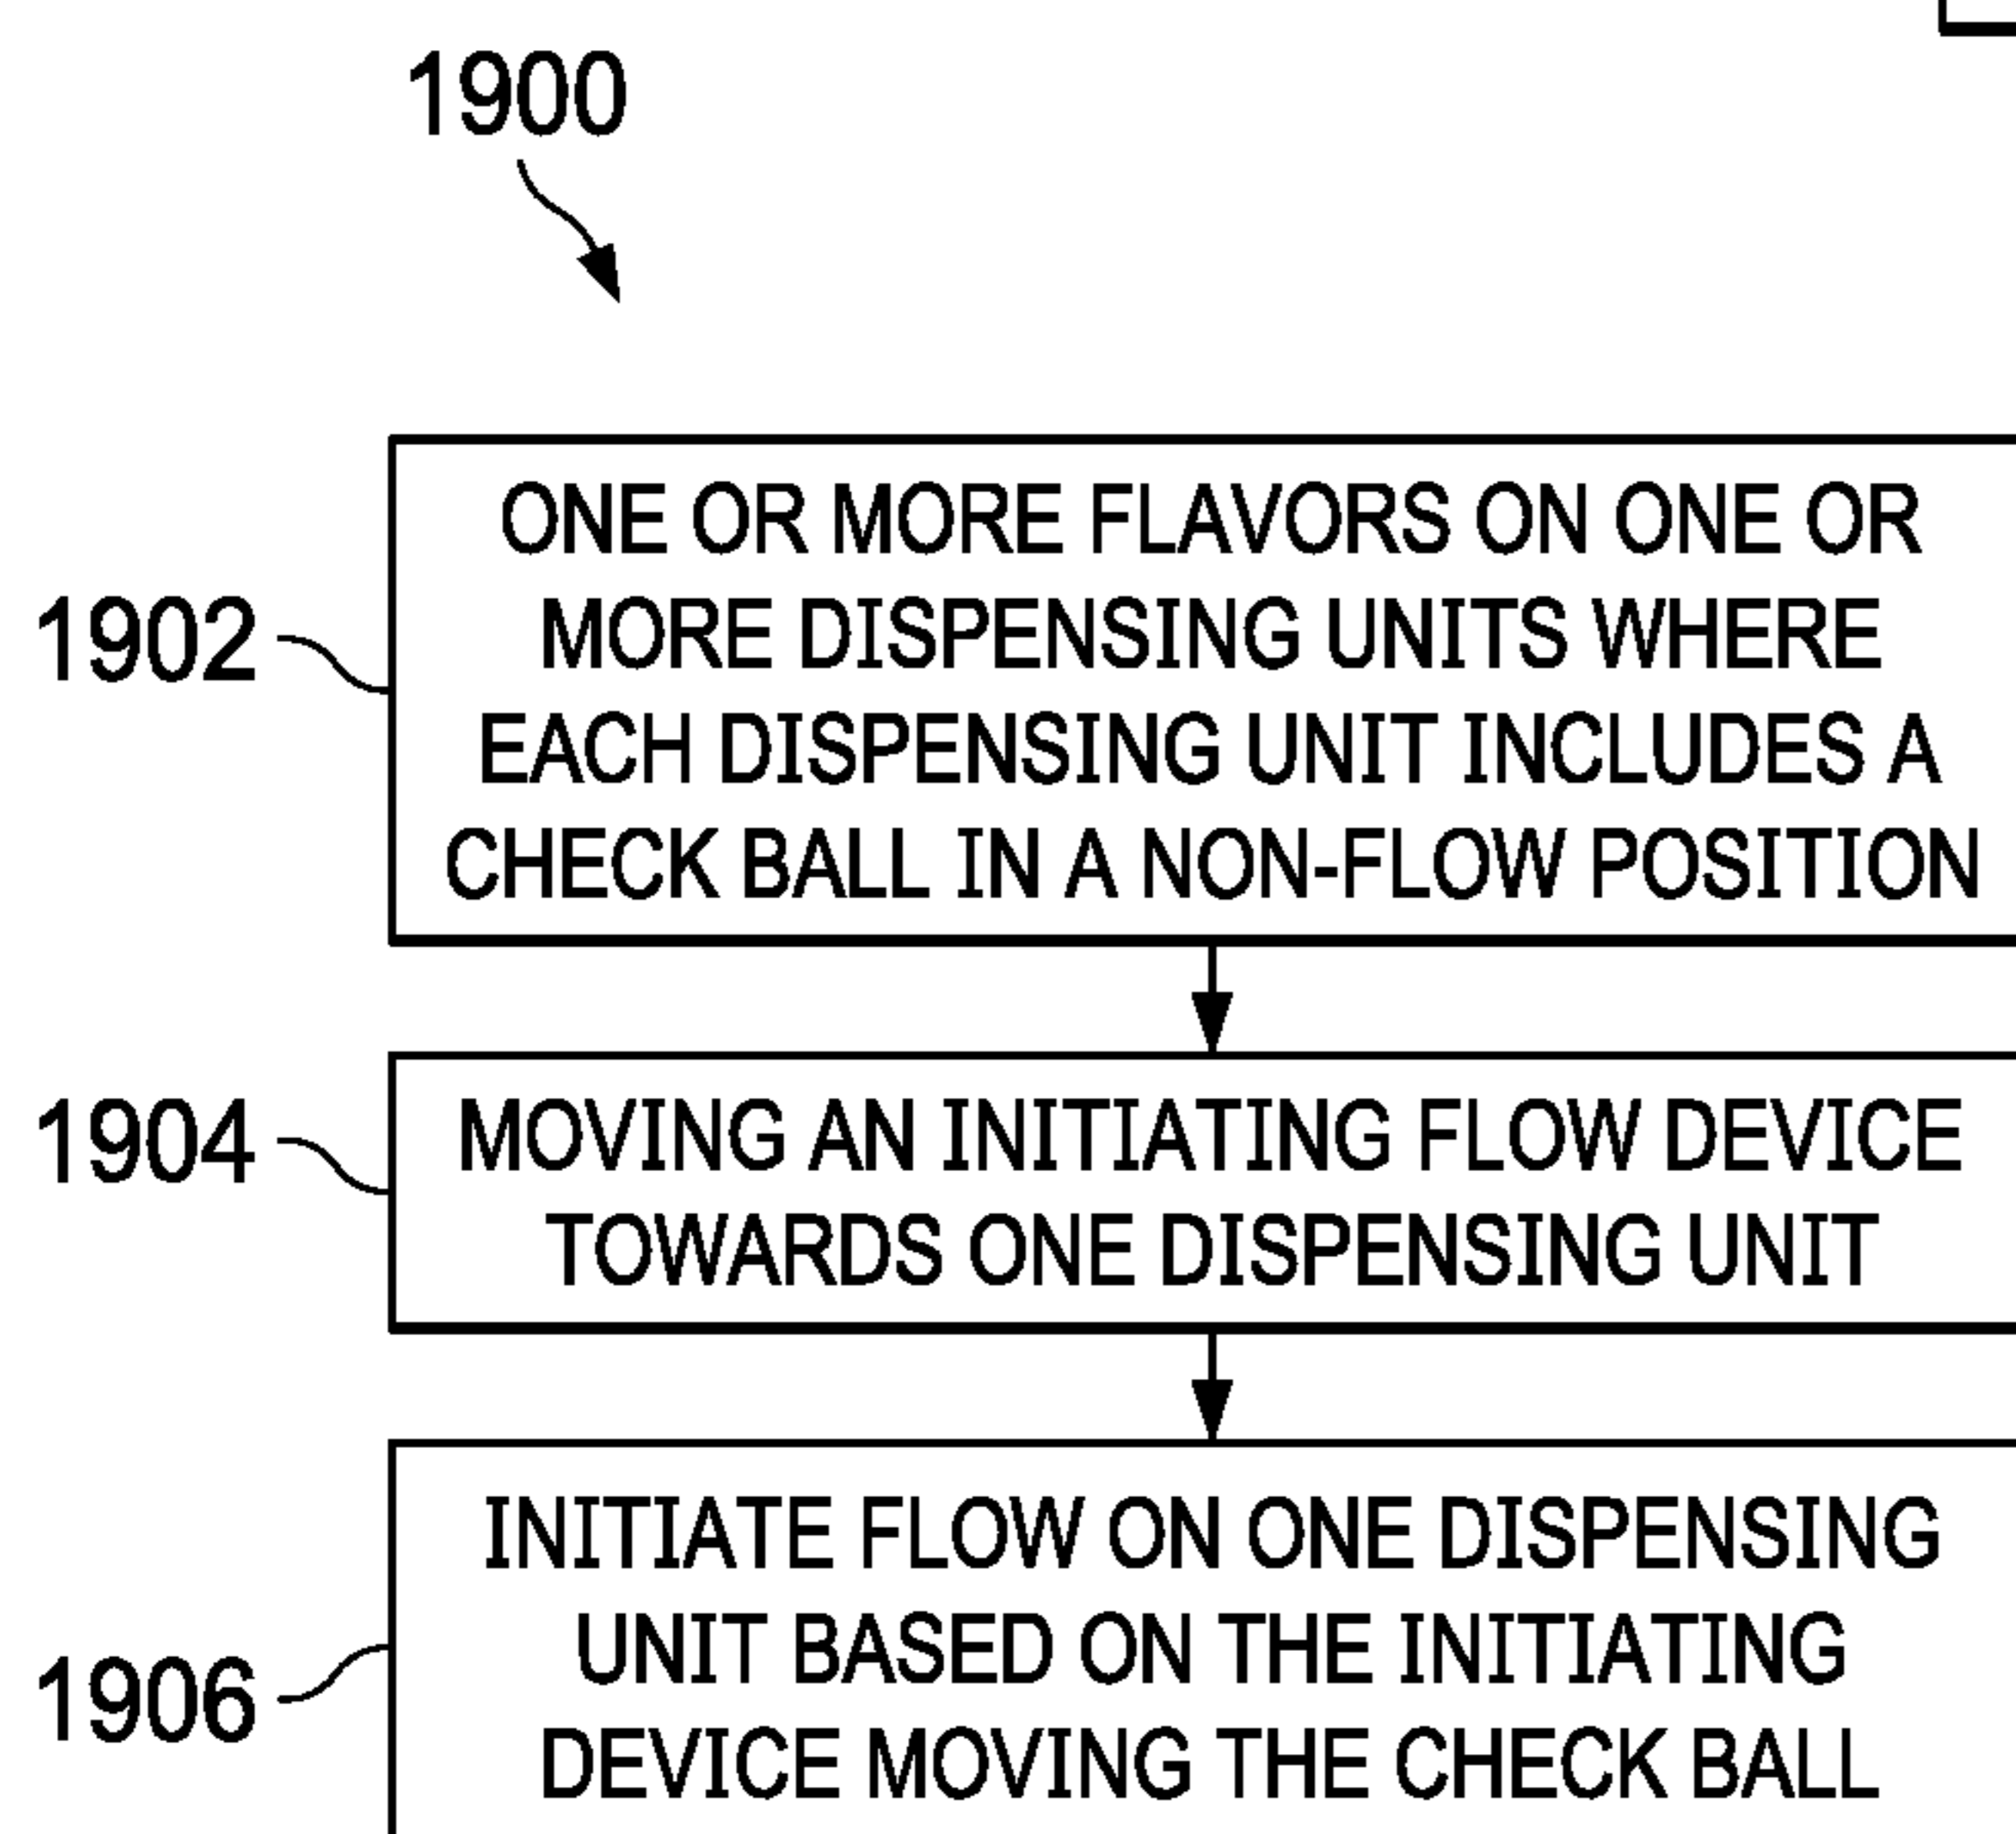 1900
1902
ONE OR MORE FLAVORS ON ONE OR
MORE DISPENSING UNITS WHERE
EACH DISPENSING UNIT INCLUDES A
CHECK BALL IN A NON-FLOW POSITION
1904
MOVING AN INITIATING FLOW DEVICE
TOWARDS ONE DISPENSING UNIT
1906
INITIATE FLOW ON ONE DISPENSING
UNIT BASED ON THE INITIATING
DEVICE MOVING THE CHECK BALL